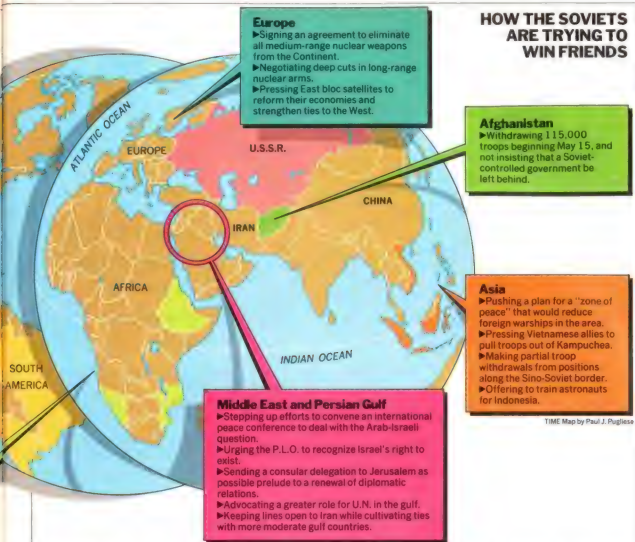 HOW THE SOVIETS
ARE TRYING TO
WIN FRIENDS
Europe
▶Signing an agreement to eliminate
all medium-range nuclear weapons
from the Continent.
▶Negotiating deep cuts in long-range
nuclear arms.
▶Pressing East bloc satellites to
reform their economies and
strengthen ties to the West.
Afghanistan
▶Withdrawing 115,000
troops beginning May 15, and
not insisting that a Soviet-
controlled government be
left behind.
ATLANTIC OCEAN
EUROPE
U.S.S.R.
CHINA
IRAN
AFRICA
INDIAN OCEAN
SOUTH
AMERICA
Asia
▶Pushing a plan for a "zone of
peace" that would reduce
foreign warships in the area.
▶Pressing Vietnamese allies to
pull troops out of Kampuchea.
▶Making partial troop
withdrawals from positions
along the Sino-Soviet border.
▶Offering to train astronauts
for Indonesia.
TIME Map by Paul J. Pugliese
Middle East and Persian Gulf
▶Stepping up efforts to convene an international
peace conference to deal with the Arab-Israeli
question.
▶Urging the P.L.O. to recognize Israel's right to
exist.
▶Sending a consular delegation to Jerusalem as
possible prelude to a renewal of diplomatic
relations.
▶Advocating a greater role for U.N. in the gulf.
▶Keeping lines open to Iran while cultivating ties
with more moderate gulf countries.